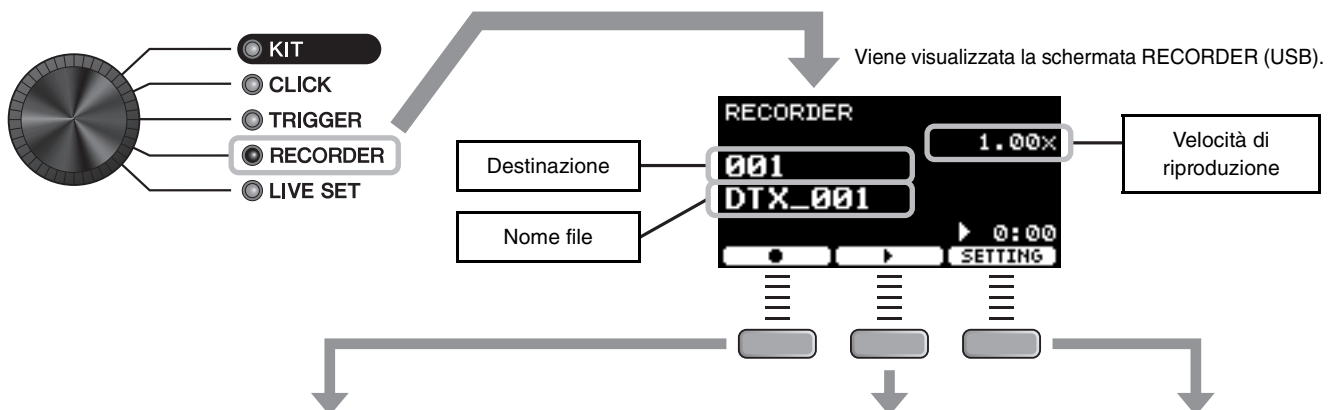 KIT
CLICK
TRIGGER
RECORDER
LIVE SET
Viene visualizzata la schermata RECORDER (USB).
RECORDER
1.00x
001
DTX_001
0:00
SETTING
Destinazione
Nome file
Velocità di
riproduzione